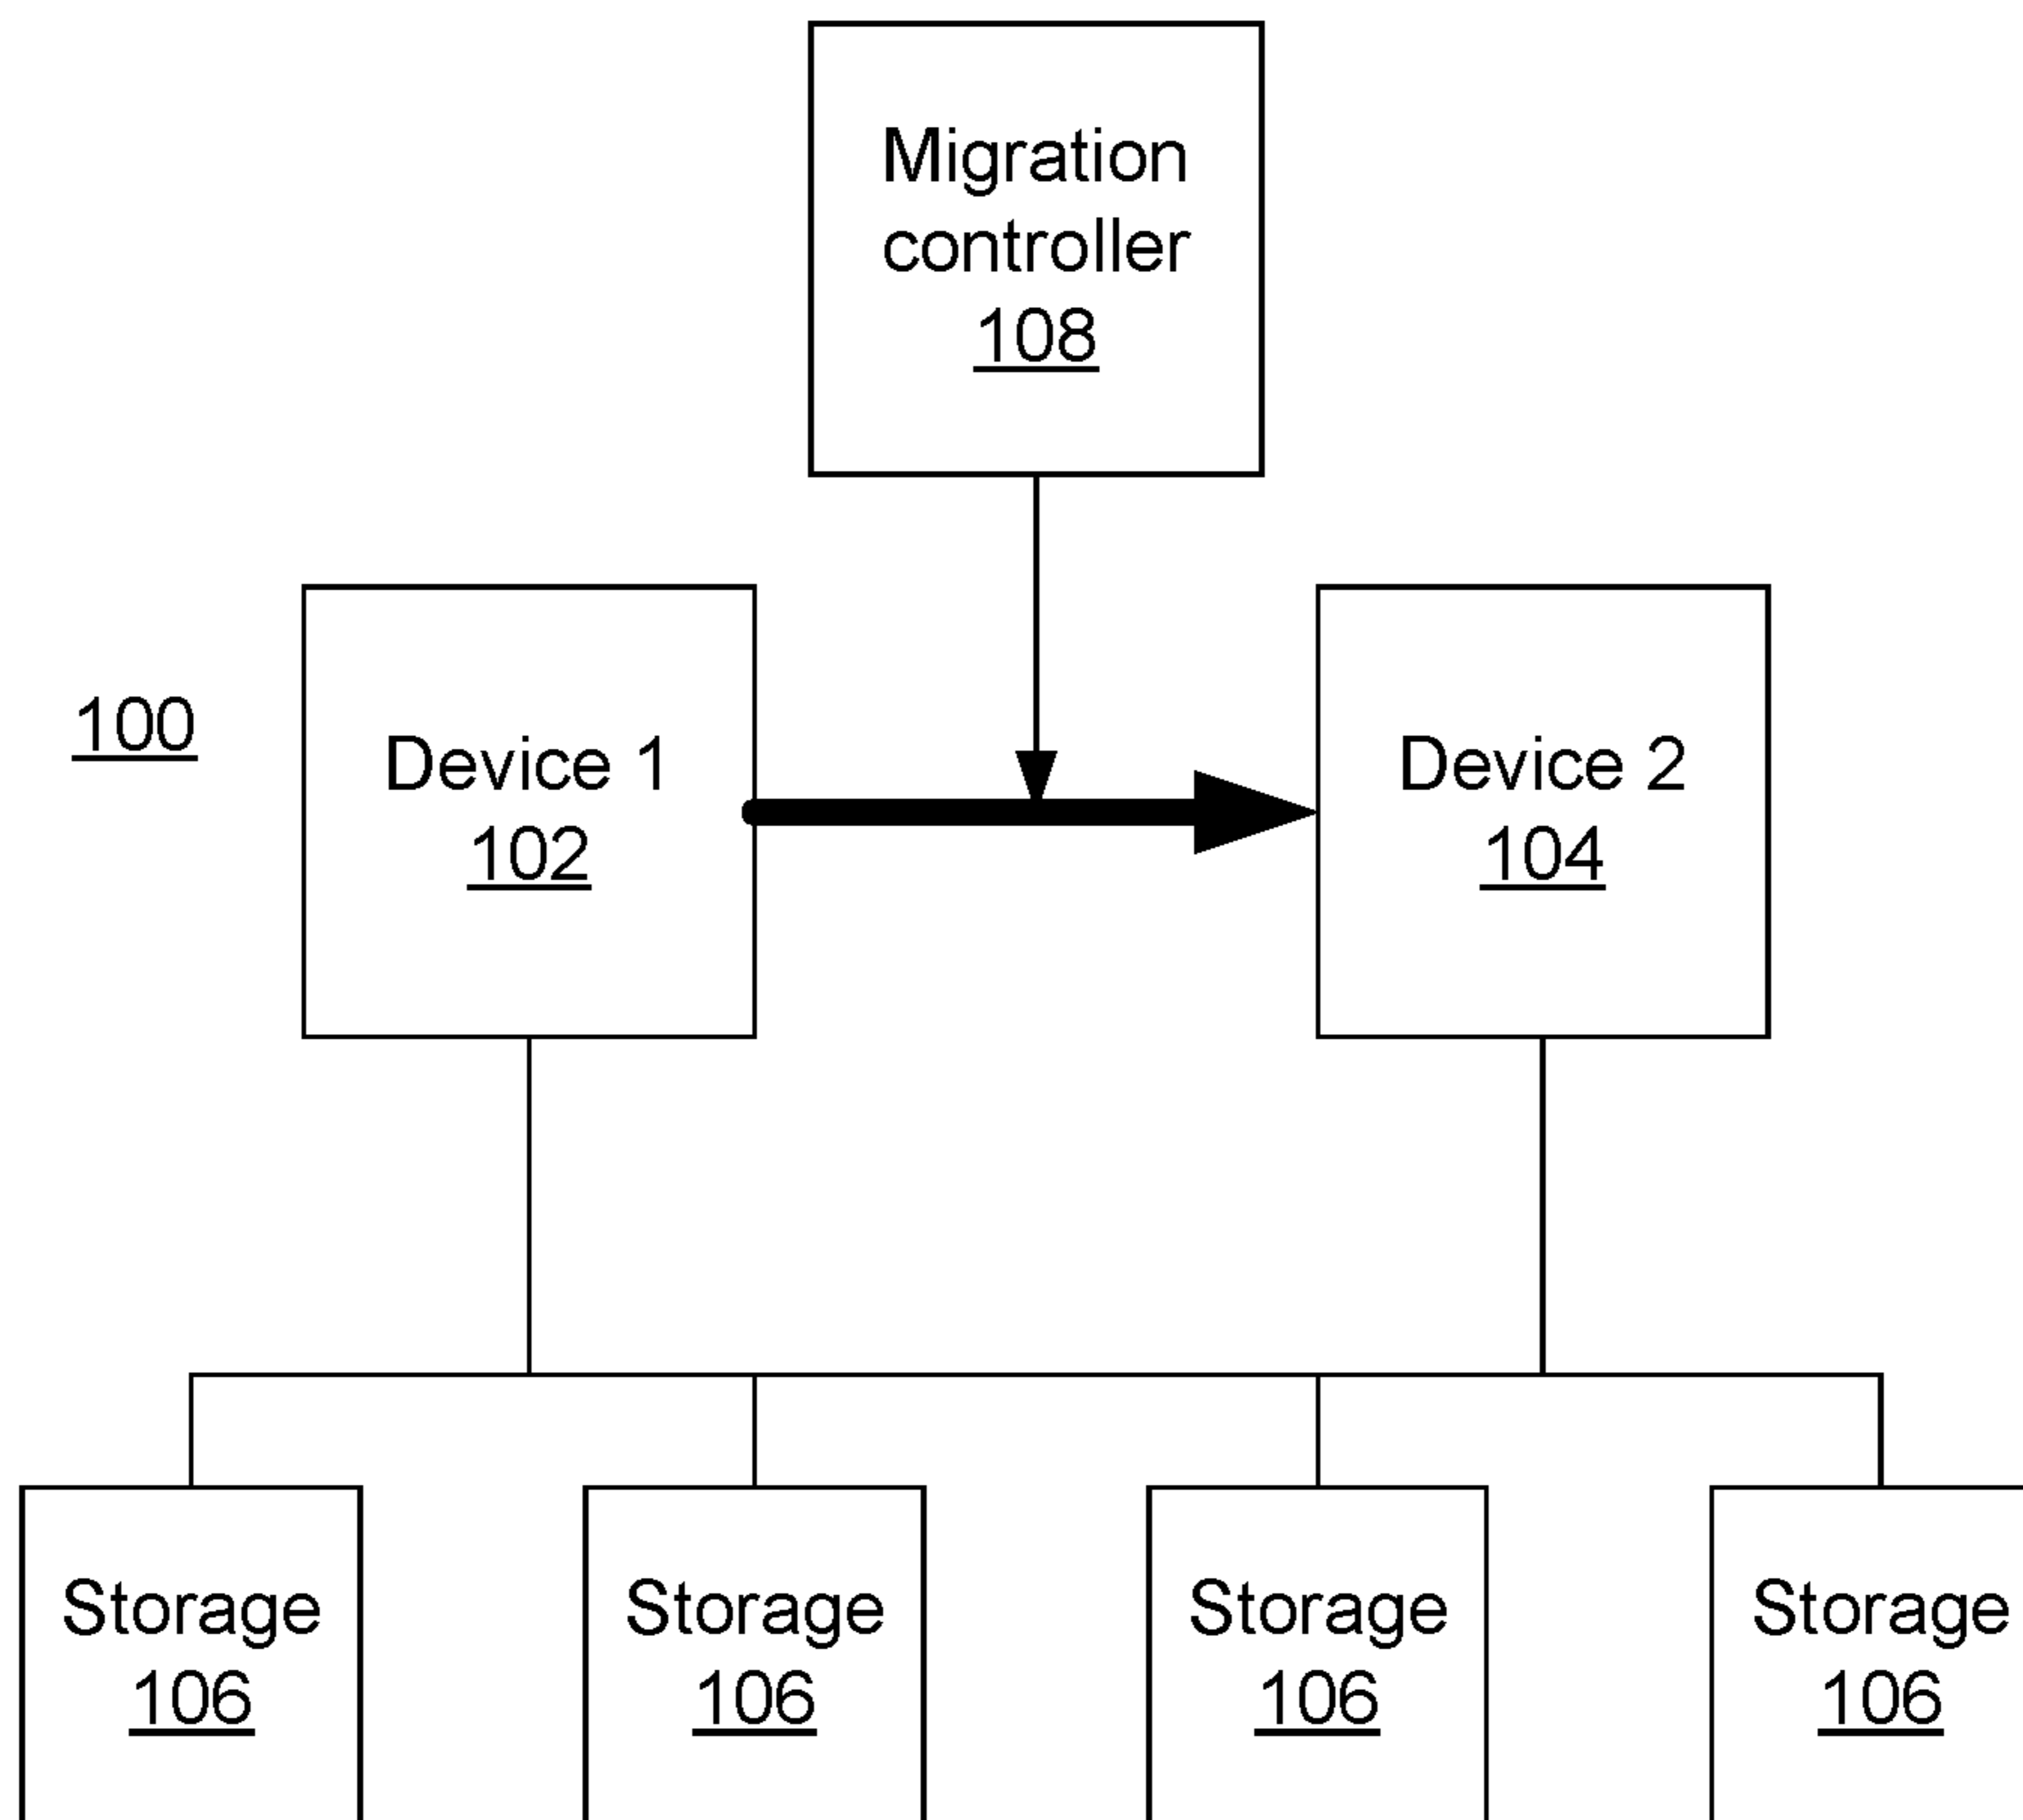 Migration
controller
108
100
Device 1
102
Device 2
104
Storage
106
Storage
106
Storage
106
Storage
106